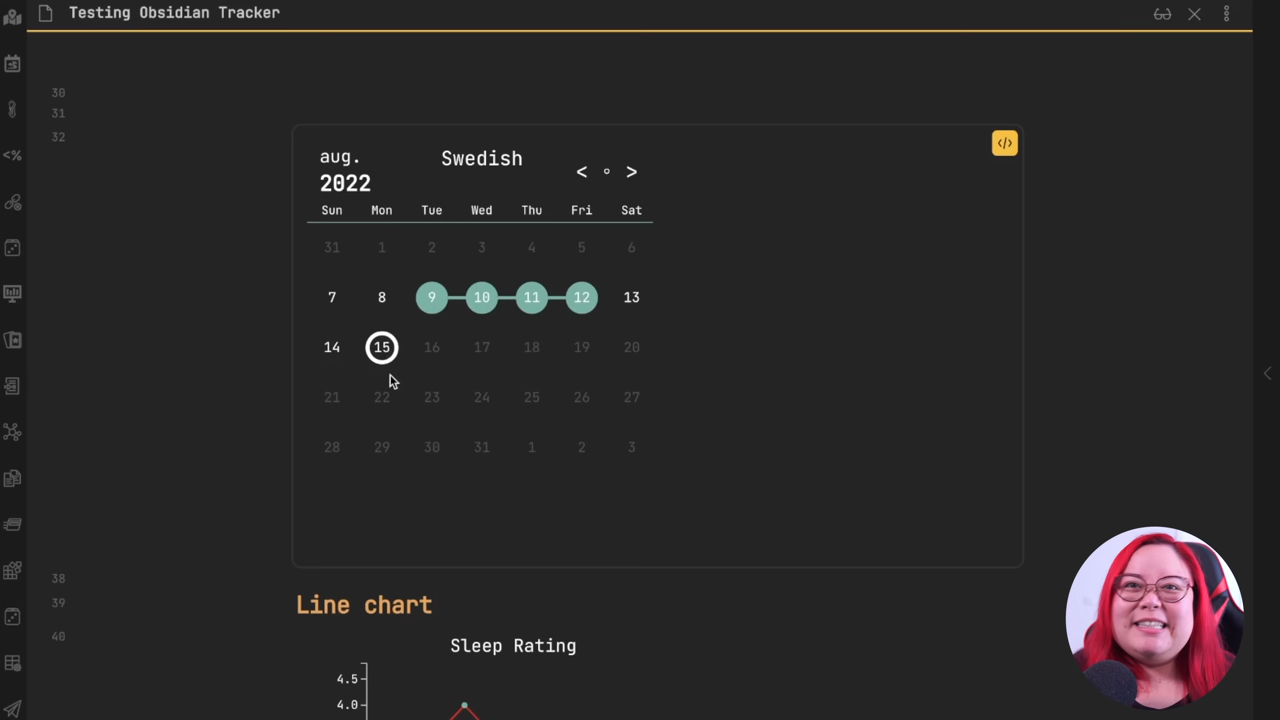 Testing Obsidian Tracker
30
31
32
aug.
2022
Swedish
< ○ >
</>
Sun Mon Tue Wed Thu Fri Sat
31 1 2 3 4 5 6
7 8 9 10 11 12 13
14 15 16 17 18 19 20
21 22 23 24 25 26 27
28 29 30 31 1 2 3
38
39
40
Line chart
Sleep Rating
4.5
4.0
<%